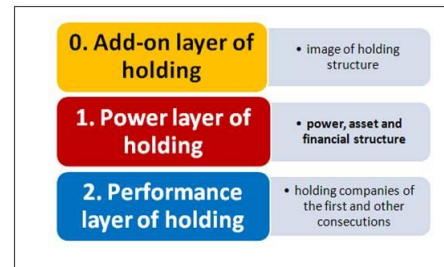 0. Add-on layer of
holding
• image of holding
structure
1. Power layer of
holding
• power, asset and
financial structure
2. Performance
layer of holding
• holding companies of
the first and other
consecutions